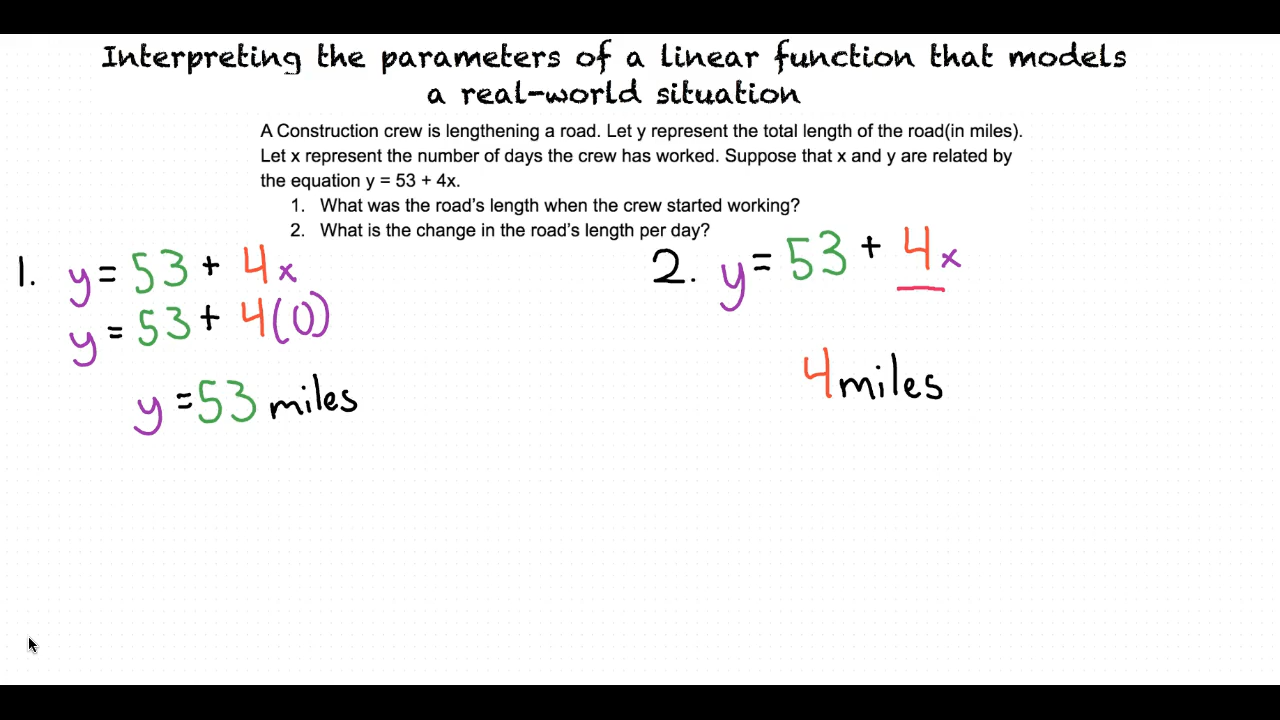 Interpreting the parameters of a linear function that models
a real-world situation
A Construction crew is lengthening a road. Let y represent the total length of the road(in miles).
Let x represent the number of days the crew has worked. Suppose that x and y are related by
the equation y = 53 + 4x.
1. What was the road's length when the crew started working?
2. What is the change in the road's length per day?
1. y = 53 + 4x
y = 53 + 4(0)
y = 53 miles
2. y = 53 + 4x
4 miles